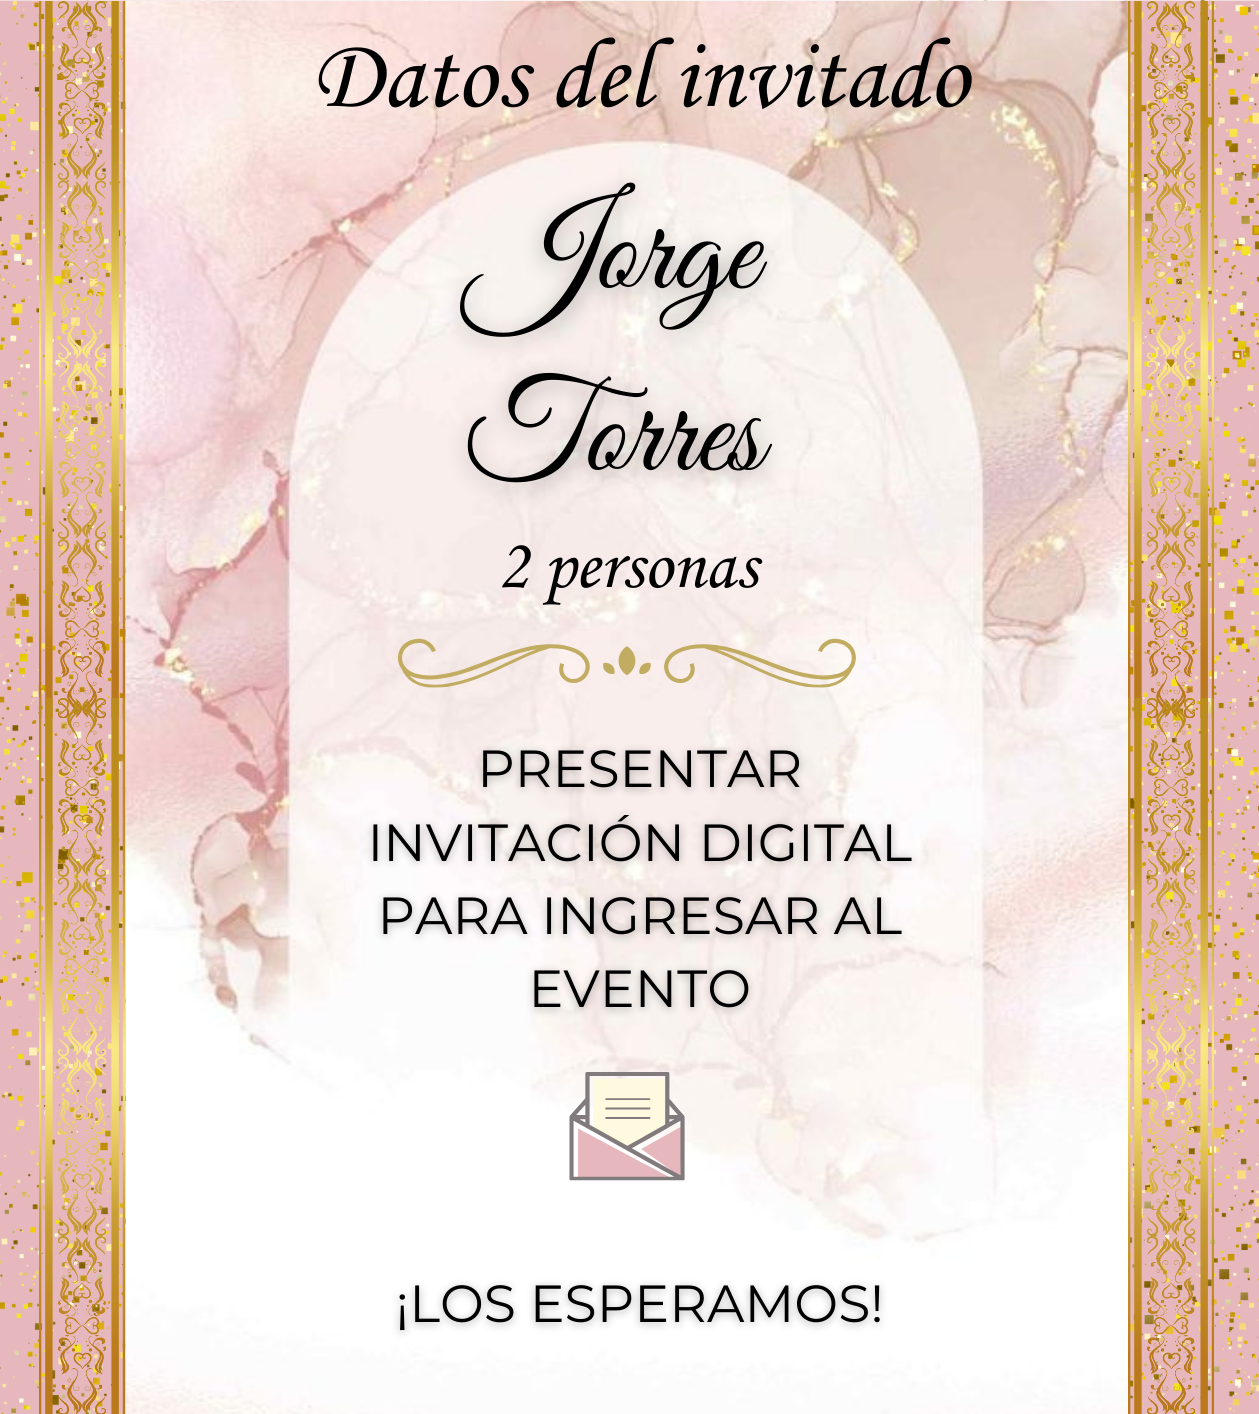 Datos del invitado
Jorge
Torres
2 personas
PRESENTAR
INVITACIÓN DIGITAL
PARA INGRESAR AL
EVENTO
¡LOS ESPERAMOS!